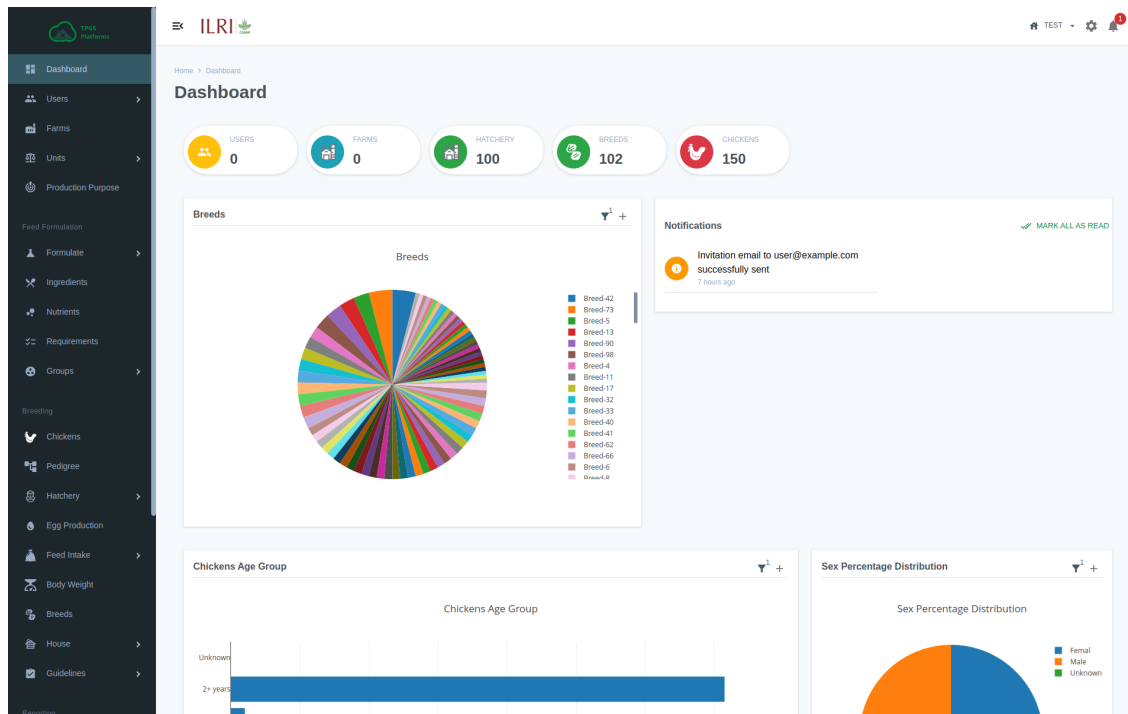 TPGS
Platforms
Dashboard
Users
Farms
Units
Production Purpose
Feed Formulation
Formulate
Ingredients
Nutrients
Requirements
Groups
Breeding
Chickens
Pedigree
Hatchery
Egg Production
Feed Intake
Body Weight
Breeds
House
Guidelines
Reporting
ILRI
CGIAR
TEST
1
Home > Dashboard
Dashboard
USERS
0
FARMS
0
HATCHERY
100
BREEDS
102
CHICKENS
150
Breeds
1
Breeds
Breed-42
Breed-73
Breed-5
Breed-13
Breed-90
Breed-98
Breed-4
Breed-11
Breed-17
Breed-32
Breed-33
Breed-40
Breed-41
Breed-62
Breed-66
Breed-6
Breed-8
Notifications
MARK ALL AS READ
Invitation email to user@example.com
successfully sent
7 hours ago
Chickens Age Group
1
Chickens Age Group
Unknown
2+ years
Sex Percentage Distribution
1
Sex Percentage Distribution
Femal
Male
Unknown